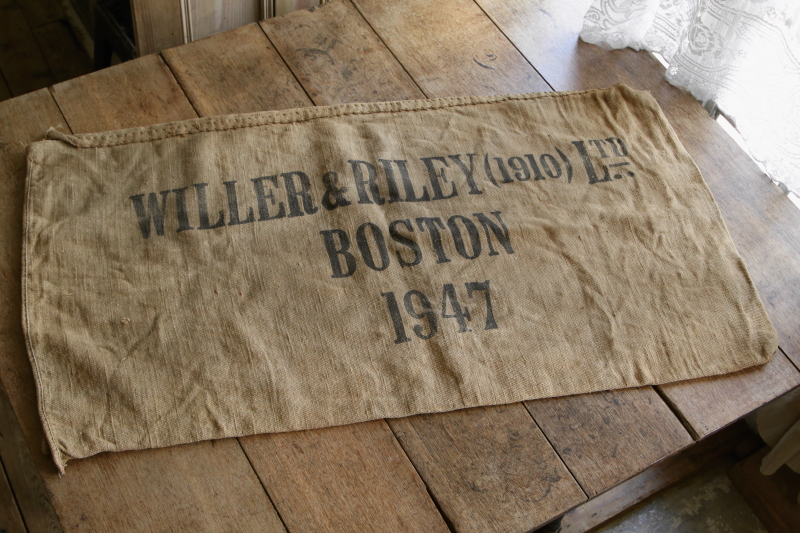 WILLER & RILEY (1910) LTD
BOSTON
1947